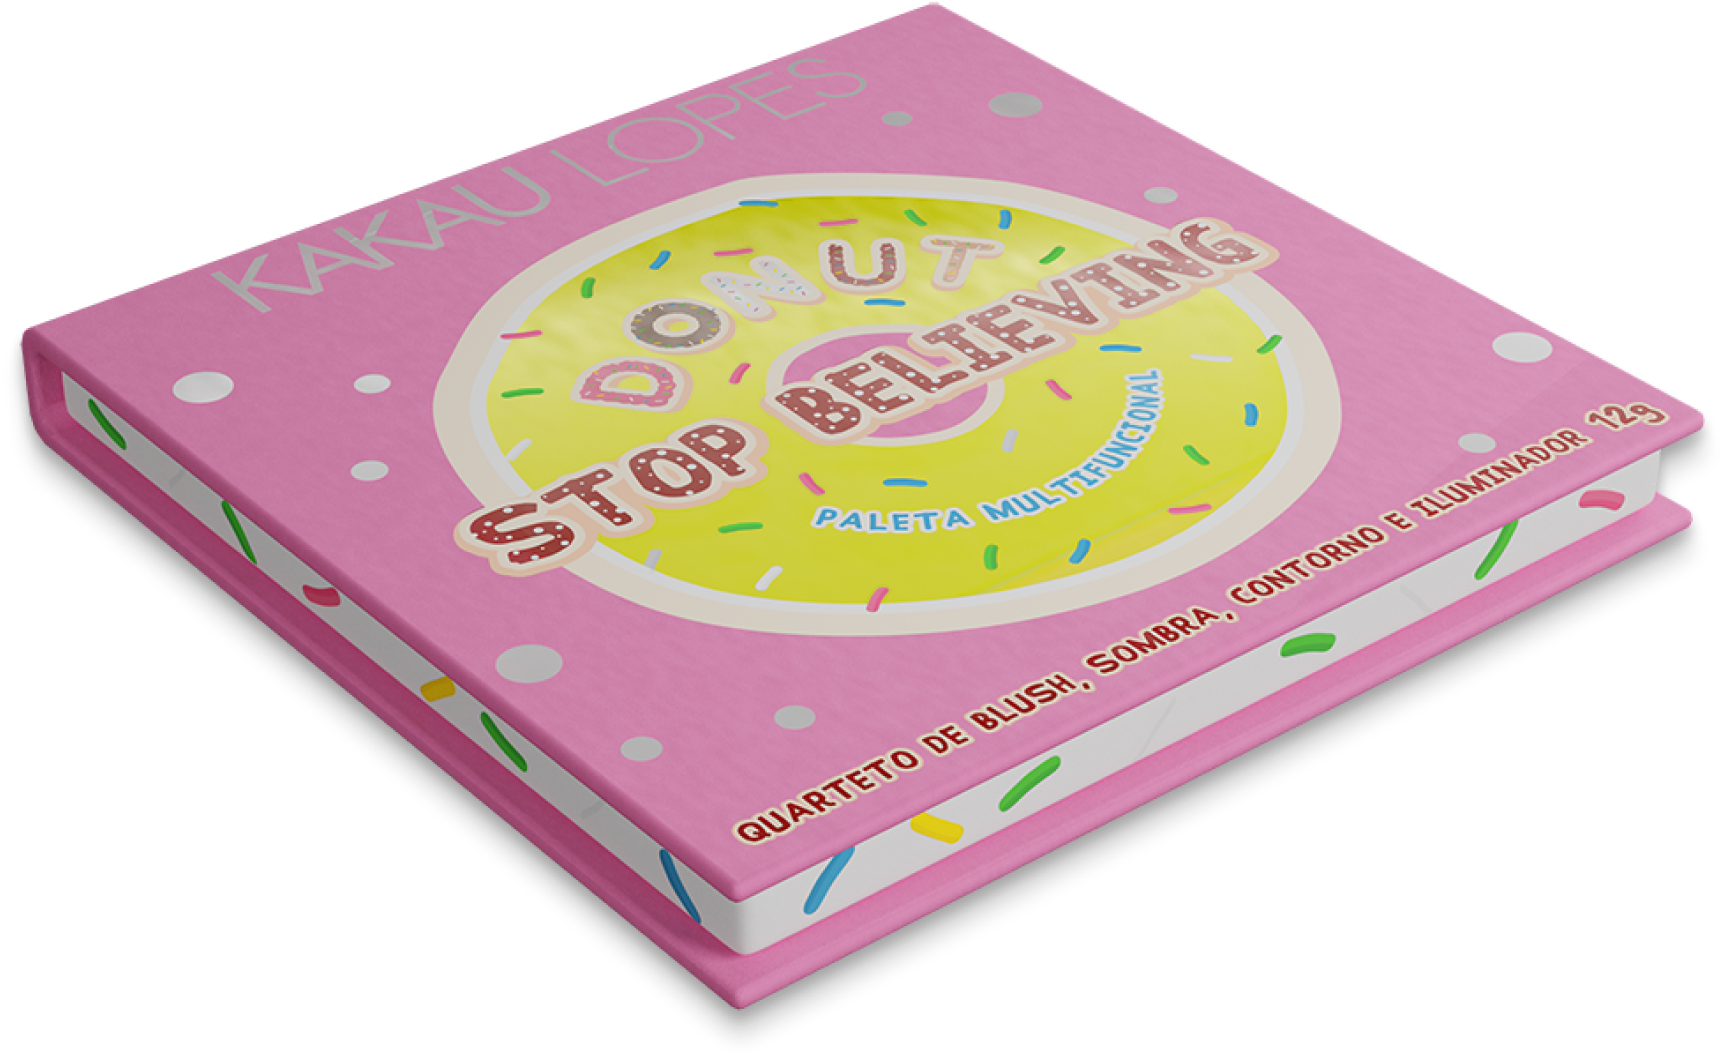 KAKAU LOPES
DONUT
STOP BELIEVING
PALETA MULTIFUNCIONAL
QUARTETO DE BLUSH, SOMBRA, CONTORNO E ILUMINADOR 12g